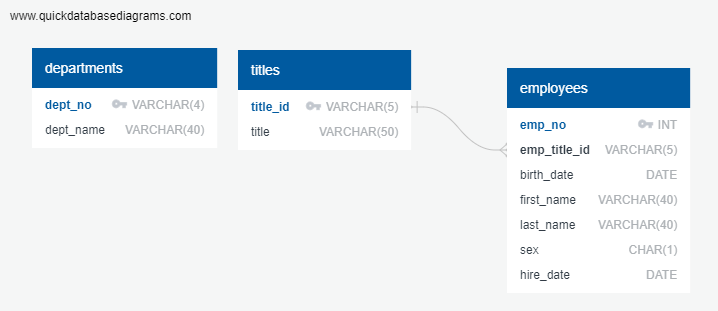 www.quickdatabasediagrams.com
departments
dept_no VARCHAR(4)
dept_name VARCHAR(40)
titles
title_id VARCHAR(5)
title VARCHAR(50)
employees
emp_no INT
emp_title_id VARCHAR(5)
birth_date DATE
first_name VARCHAR(40)
last_name VARCHAR(40)
sex CHAR(1)
hire_date DATE